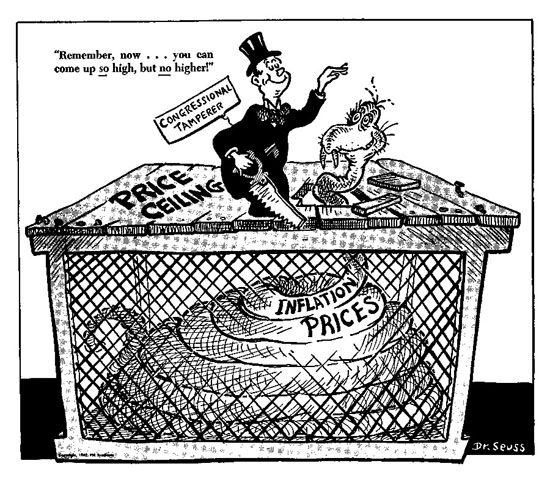 "Remember, now . . . you can
come up so high, but no higher!"
CONGRESSIONAL
TAMPERER
PRICE
CEILING
INFLATION
PRICES
Dr. Seuss